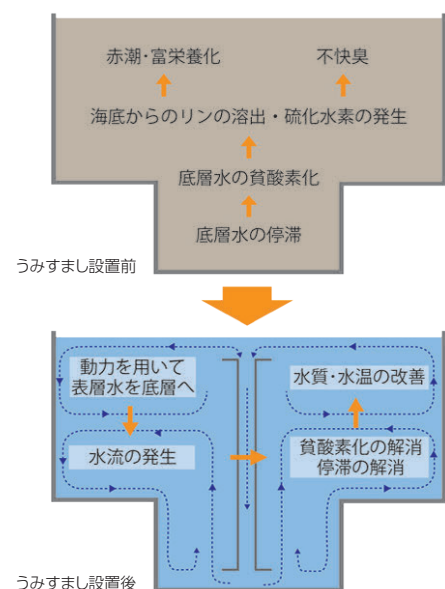 赤潮・富栄養化
不快臭
海底からのリンの溶出・硫化水素の発生
底層水の貧酸素化
底層水の停滞
うみすまし設置前
動力を用いて
表層水を底層へ
水質・水温の改善
水流の発生
貧酸素化の解消
停滞の解消
うみすまし設置後